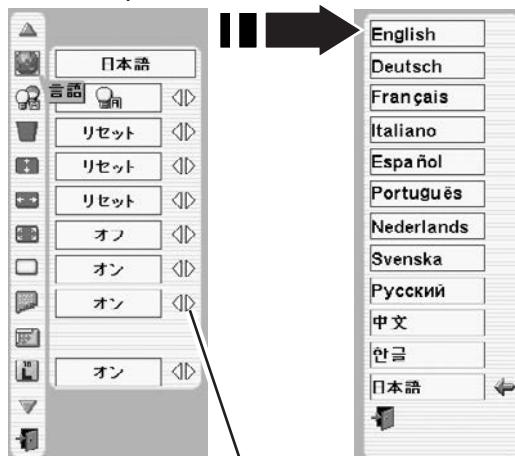 日本語
言語
A
リセット
リセット
リセット
オフ
オン
オン
オン
English
Deutsch
Français
Italiano
Español
Português
Nederlands
Svenska
Русский
中文
한글
日本語